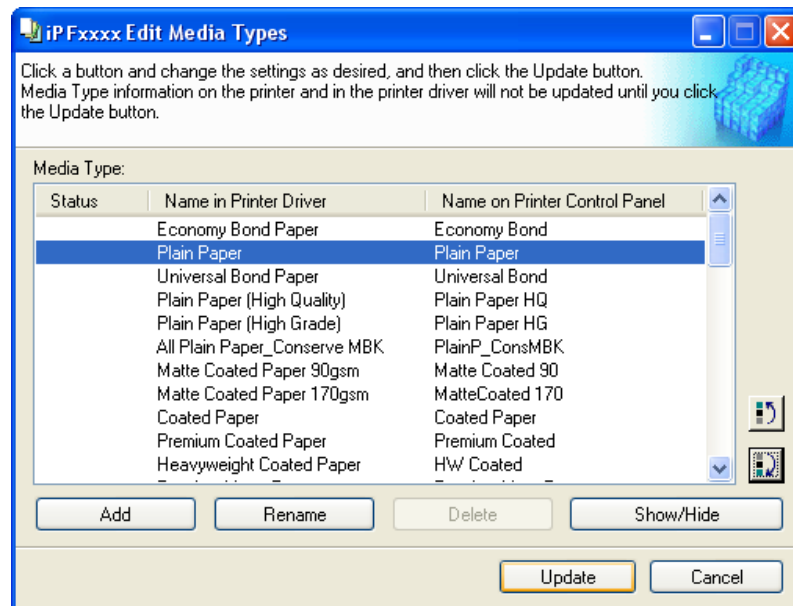 iPFxxxx Edit Media Types
Click a button and change the settings as desired, and then click the Update button.
Media Type information on the printer and in the printer driver will not be updated until you click
the Update button.
Media Type:
Status Name in Printer Driver Name on Printer Control Panel
Economy Bond Paper Economy Bond
Plain Paper Plain Paper
Universal Bond Paper Universal Bond
Plain Paper (High Quality) Plain Paper HQ
Plain Paper (High Grade) Plain Paper HG
All Plain Paper_Conserve MBK PlainP_ConsMBK
Matte Coated Paper 90gsm Matte Coated 90
Matte Coated Paper 170gsm MatteCoated 170
Coated Paper Coated Paper
Premium Coated Paper Premium Coated
Heavyweight Coated Paper HW Coated
Add Rename Delete Show/Hide
Update Cancel